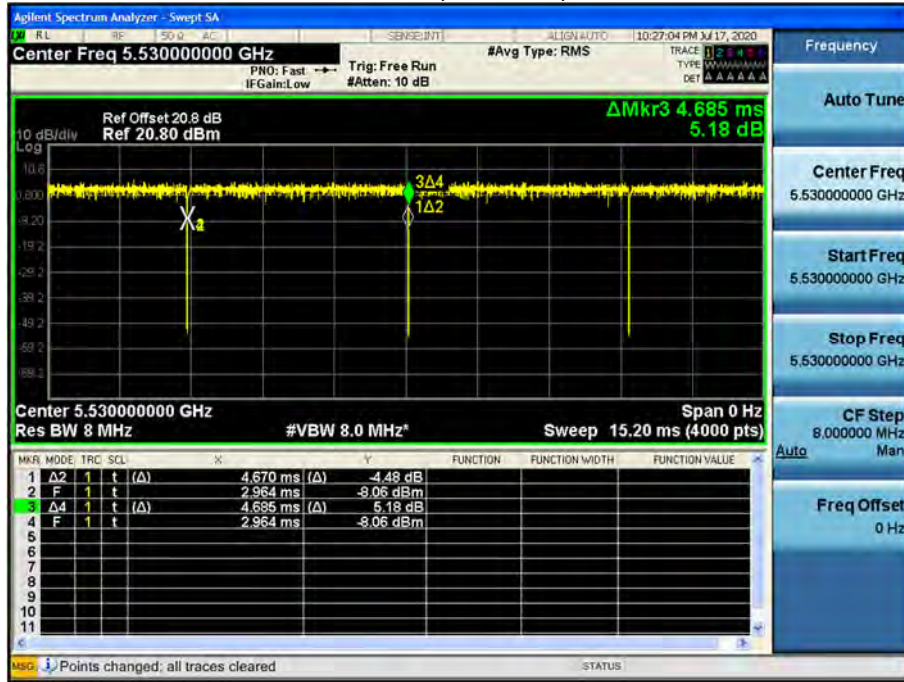 Agilent Spectrum Analyzer - Swept SA
RL RF 50 Ω AC SENSE:INT ALIGN AUTO 10:27:04 PM Jul 17, 2020
Center Freq 5.530000000 GHz
#Avg Type: RMS
TRACE 1 2 3 4 5 6
PNO: Fast
Trig: Free Run
TYPE
IFGain:Low
#Atten: 10 dB
DET A A A A A A
ΔMkr3 4.685 ms
5.18 dB
Ref Offset 20.8 dB
10 dB/div Ref 20.80 dBm
Log
10.8
0.800
-9.20
-19.2
-29.2
-39.2
-49.2
-59.2
-69.2
3Δ4
1Δ2
Center 5.530000000 GHz Span 0 Hz
Res BW 8 MHz #VBW 8.0 MHz* Sweep 15.20 ms (4000 pts)
MKR MODE TRC SCL X Y FUNCTION FUNCTION WIDTH FUNCTION VALUE
1 Δ2 1 t (Δ) 4.670 ms (Δ) -4.48 dB
2 F 1 t 2.964 ms -8.06 dBm
3 Δ4 1 t (Δ) 4.685 ms (Δ) 5.18 dB
4 F 1 t 2.964 ms -8.06 dBm
5
6
7
8
9
10
11
MSG Points changed; all traces cleared STATUS
Frequency
Auto Tune
Center Freq
5.530000000 GHz
Start Freq
5.530000000 GHz
Stop Freq
5.530000000 GHz
CF Step
8.000000 MHz
Auto Man
Freq Offset
0 Hz